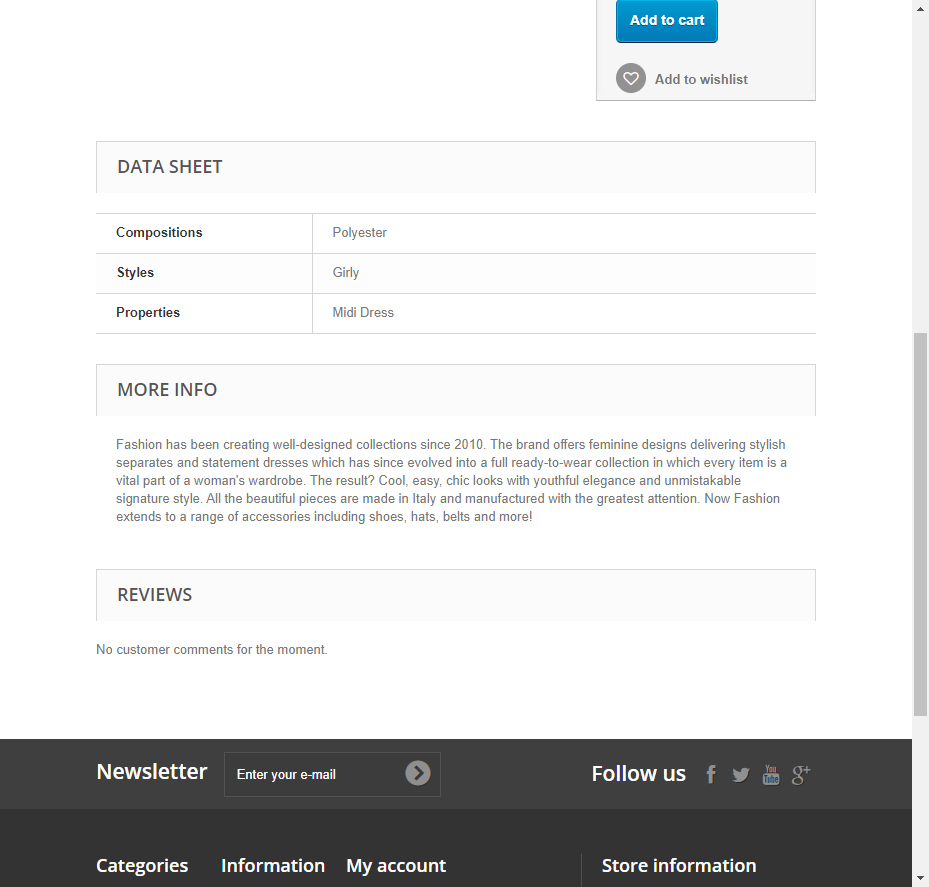 Add to cart
Add to wishlist
DATA SHEET
Compositions Polyester
Styles Girly
Properties Midi Dress
MORE INFO
Fashion has been creating well-designed collections since 2010. The brand offers feminine designs delivering stylish
separates and statement dresses which has since evolved into a full ready-to-wear collection in which every item is a
vital part of a woman's wardrobe. The result? Cool, easy, chic looks with youthful elegance and unmistakable
signature style. All the beautiful pieces are made in Italy and manufactured with the greatest attention. Now Fashion
extends to a range of accessories including shoes, hats, belts and more!
REVIEWS
No customer comments for the moment.
Newsletter Enter your e-mail Follow us f You Tube g+
Categories Information My account Store information